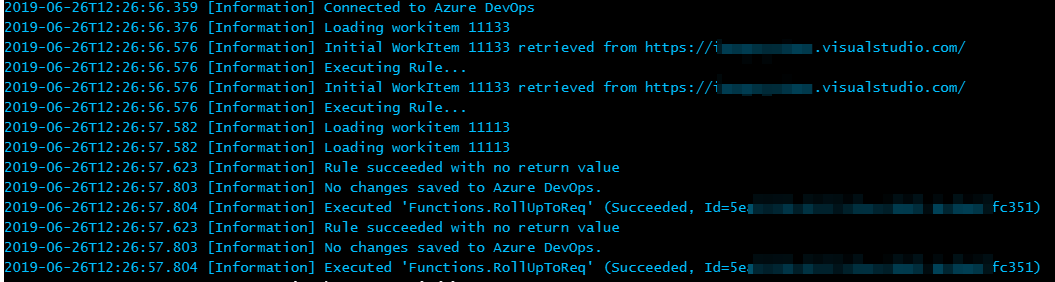 2019-06-26T12:26:56.359 [Information] Connected to Azure DevOps
2019-06-26T12:26:56.376 [Information] Loading workitem 11133
2019-06-26T12:26:56.576 [Information] Initial WorkItem 11133 retrieved from https://i .visualstudio.com/
2019-06-26T12:26:56.576 [Information] Executing Rule...
2019-06-26T12:26:56.576 [Information] Initial WorkItem 11133 retrieved from https://i .visualstudio.com/
2019-06-26T12:26:56.576 [Information] Executing Rule...
2019-06-26T12:26:57.582 [Information] Loading workitem 11113
2019-06-26T12:26:57.582 [Information] Loading workitem 11113
2019-06-26T12:26:57.623 [Information] Rule succeeded with no return value
2019-06-26T12:26:57.803 [Information] No changes saved to Azure DevOps.
2019-06-26T12:26:57.804 [Information] Executed 'Functions.RollUpToReq' (Succeeded, Id=5e fc351)
2019-06-26T12:26:57.623 [Information] Rule succeeded with no return value
2019-06-26T12:26:57.803 [Information] No changes saved to Azure DevOps.
2019-06-26T12:26:57.804 [Information] Executed 'Functions.RollUpToReq' (Succeeded, Id=5e fc351)